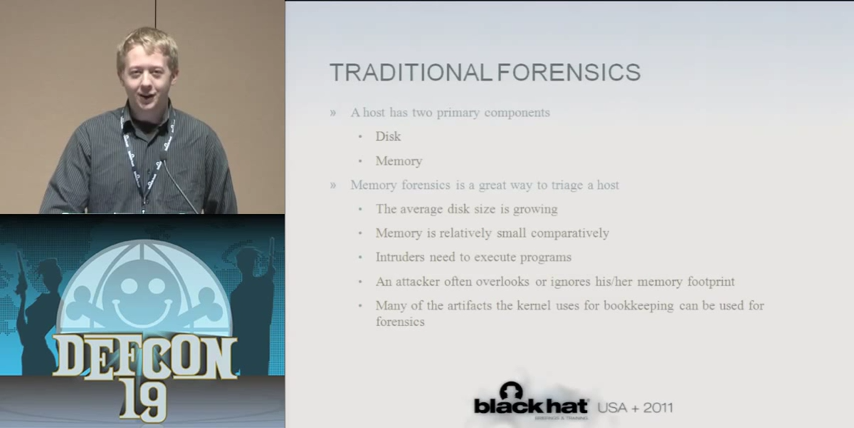 TRADITIONAL FORENSICS
» A host has two primary components
• Disk
• Memory
» Memory forensics is a great way to triage a host
• The average disk size is growing
• Memory is relatively small comparatively
• Intruders need to execute programs
• An attacker often overlooks or ignores his/her memory footprint
• Many of the artifacts the kernel uses for bookkeeping can be used for
forensics
DEFCON
19
black hat USA + 2011